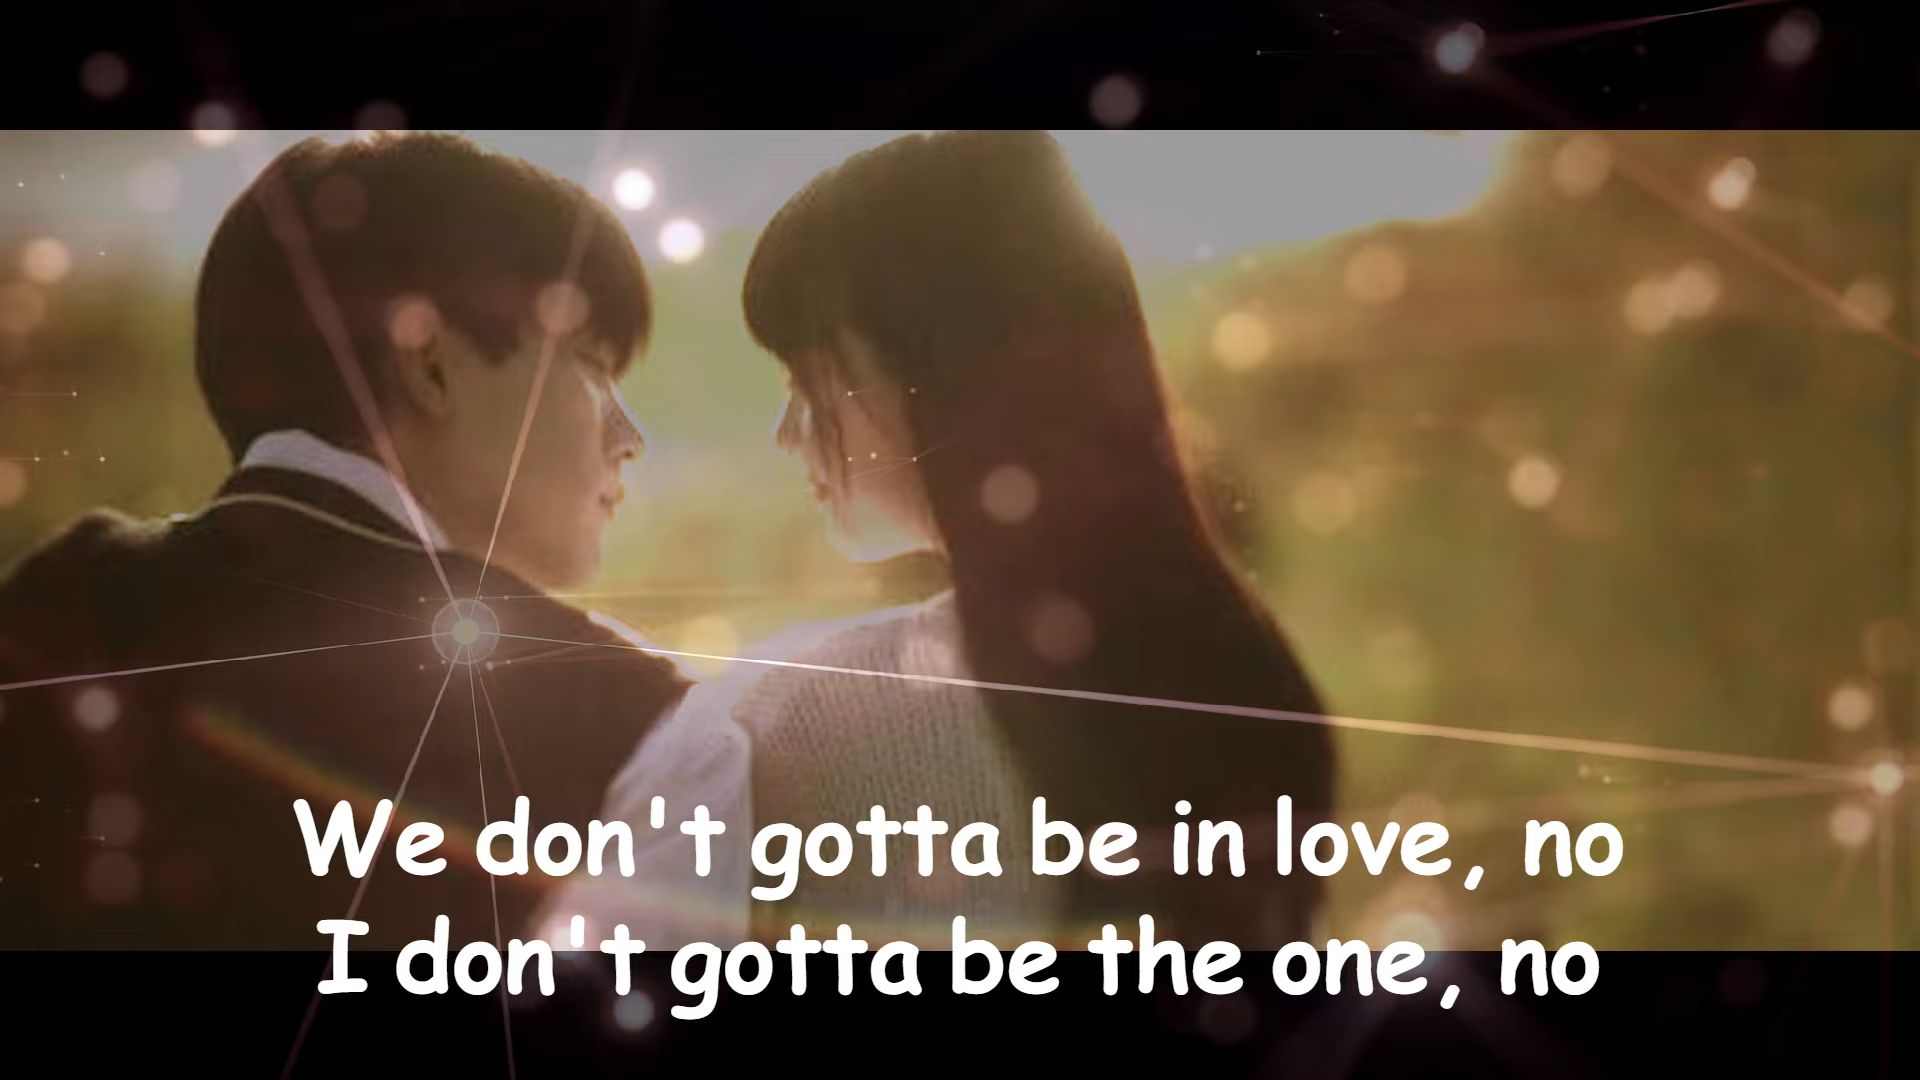 We don't gotta be in love, no
I don't gotta be the one, no